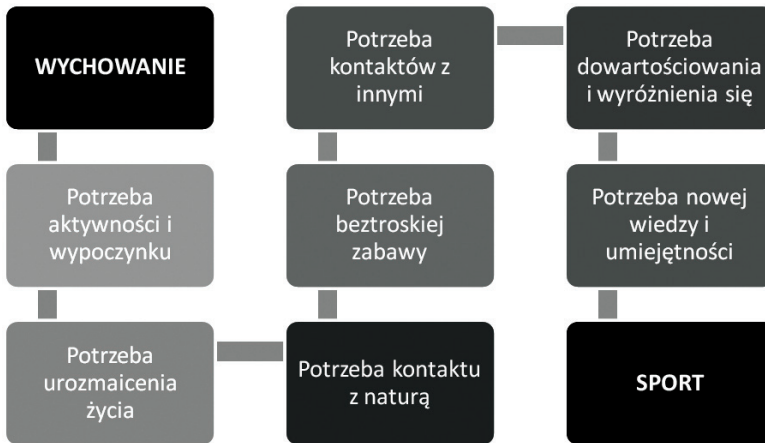 WYCHOWANIE
Potrzeba
aktywności i
wypoczynku
Potrzeba
urozmaicenia
życia
Potrzeba kontaktu
z naturą
Potrzeba
beztroskiej
zabawy
Potrzeba
kontaktów z
innymi
Potrzeba
dowartościowania
i wyróżnienia się
Potrzeba nowej
wiedzy i
umiejętności
SPORT